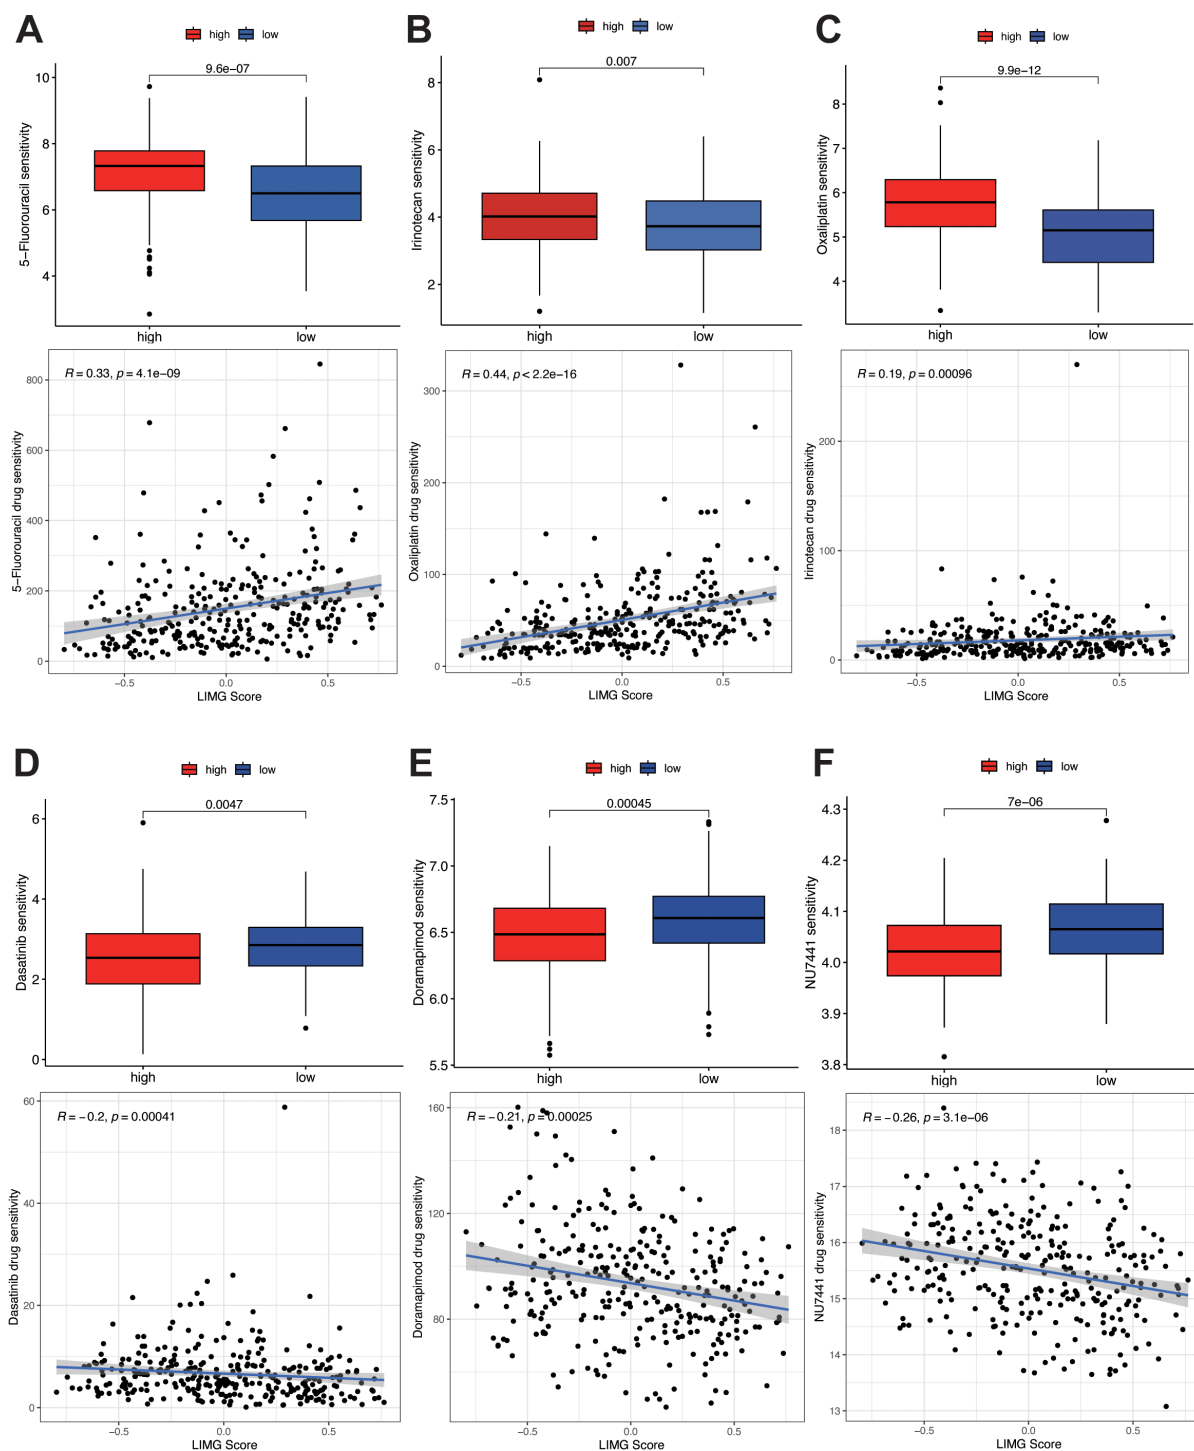 A
high low
9.6e−07
5−Fluorouracil sensitivity
10
8
6
4
high low
R = 0.33, p = 4.1e−09
5−Fluorouracil drug sensitivity
800
600
400
200
0
−0.5 0.0 0.5
LIMG Score
B
high low
0.007
Irinotecan sensitivity
8
6
4
2
high low
R = 0.44, p < 2.2e−16
Oxaliplatin drug sensitivity
300
200
100
0
−0.5 0.0 0.5
LIMG Score
C
high low
9.9e−12
Oxaliplatin sensitivity
8
7
6
5
4
high low
R = 0.19, p = 0.00096
Irinotecan drug sensitivity
200
100
0
−0.5 0.0 0.5
LIMG Score
D
high low
0.0047
Dasatinib sensitivity
6
4
2
0
high low
R = −0.2, p = 0.00041
Dasatinib drug sensitivity
60
40
20
0
−0.5 0.0 0.5
LIMG Score
E
high low
0.00045
Doramapimod sensitivity
7.5
7.0
6.5
6.0
5.5
high low
R = −0.21, p = 0.00025
Doramapimod drug sensitivity
160
120
80
−0.5 0.0 0.5
LIMG Score
F
high low
7e−06
NU7441 sensitivity
4.3
4.2
4.1
4.0
3.9
3.8
high low
R = −0.26, p = 3.1e−06
NU7441 drug sensitivity
18
17
16
15
14
13
−0.5 0.0 0.5
LIMG Score